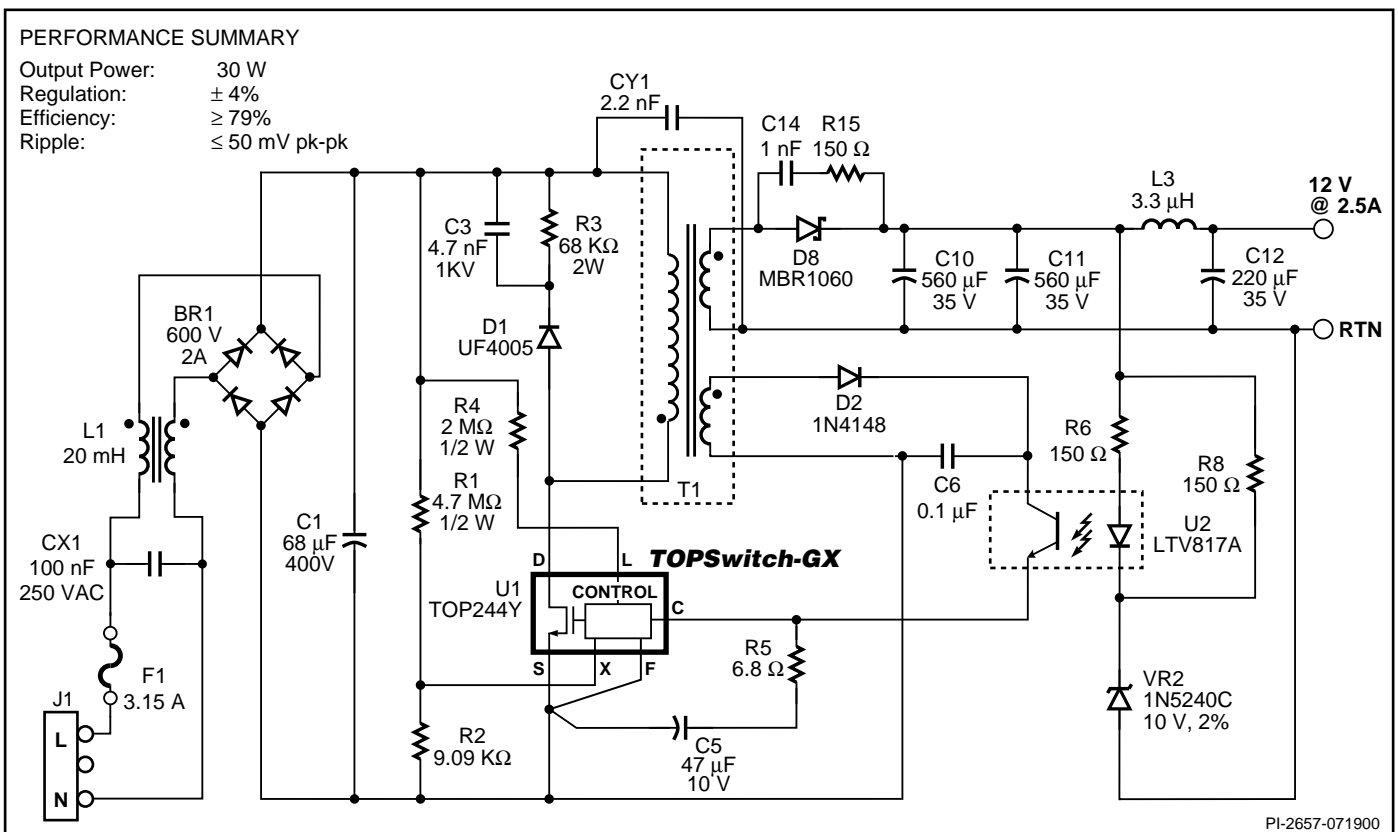 PERFORMANCE SUMMARY
Output Power: 30 W
Regulation: ± 4%
Efficiency: ≥ 79%
Ripple: ≤ 50 mV pk-pk
CY1
2.2 nF
C14
1 nF
R15
150 Ω
L3
3.3 µH
12 V
@ 2.5A
C3
4.7 nF
1KV
R3
68 KΩ
2W
D8
MBR1060
C10
560 µF
35 V
C11
560 µF
35 V
C12
220 µF
35 V
BR1
600 V
2A
D1
UF4005
RTN
D2
1N4148
L1
20 mH
R4
2 MΩ
1/2 W
R6
150 Ω
R8
150 Ω
R1
4.7 MΩ
1/2 W
T1
C6
0.1 µF
C1
68 µF
400V
U2
LTV817A
CX1
100 nF
250 VAC
D
L
TOPSwitch-GX
U1
TOP244Y
CONTROL
C
S
X
F
R5
6.8 Ω
F1
3.15 A
VR2
1N5240C
10 V, 2%
J1
L
N
R2
9.09 KΩ
C5
47 µF
10 V
PI-2657-071900